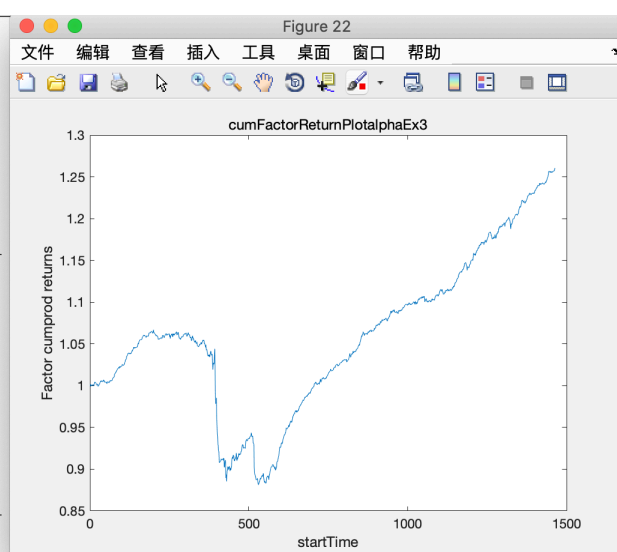 Figure 22
文件 编辑 查看 插入 工具 桌面 窗口 帮助
cumFactorReturnPlotalphaEx3
1.3
1.25
1.2
1.15
1.1
1.05
1
0.95
0.9
0.85
Factor cumprod returns
0 500 1000 1500
startTime